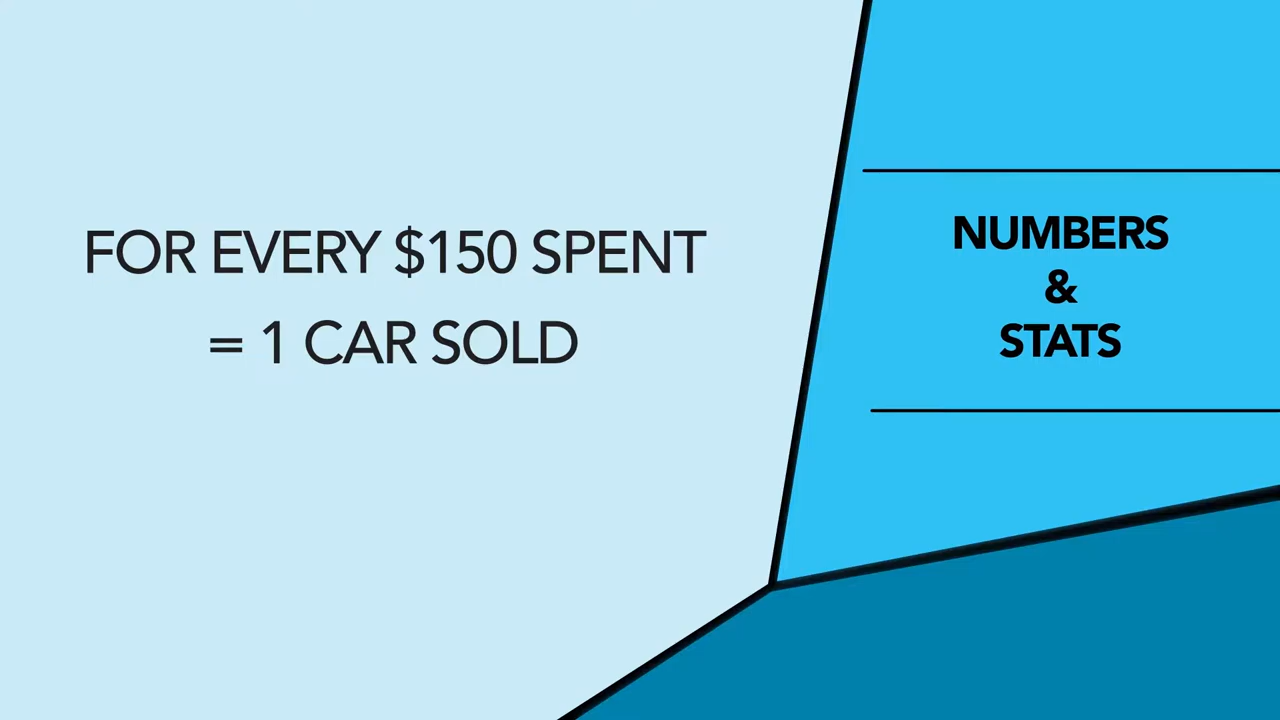 FOR EVERY $150 SPENT
= 1 CAR SOLD
NUMBERS
&
STATS